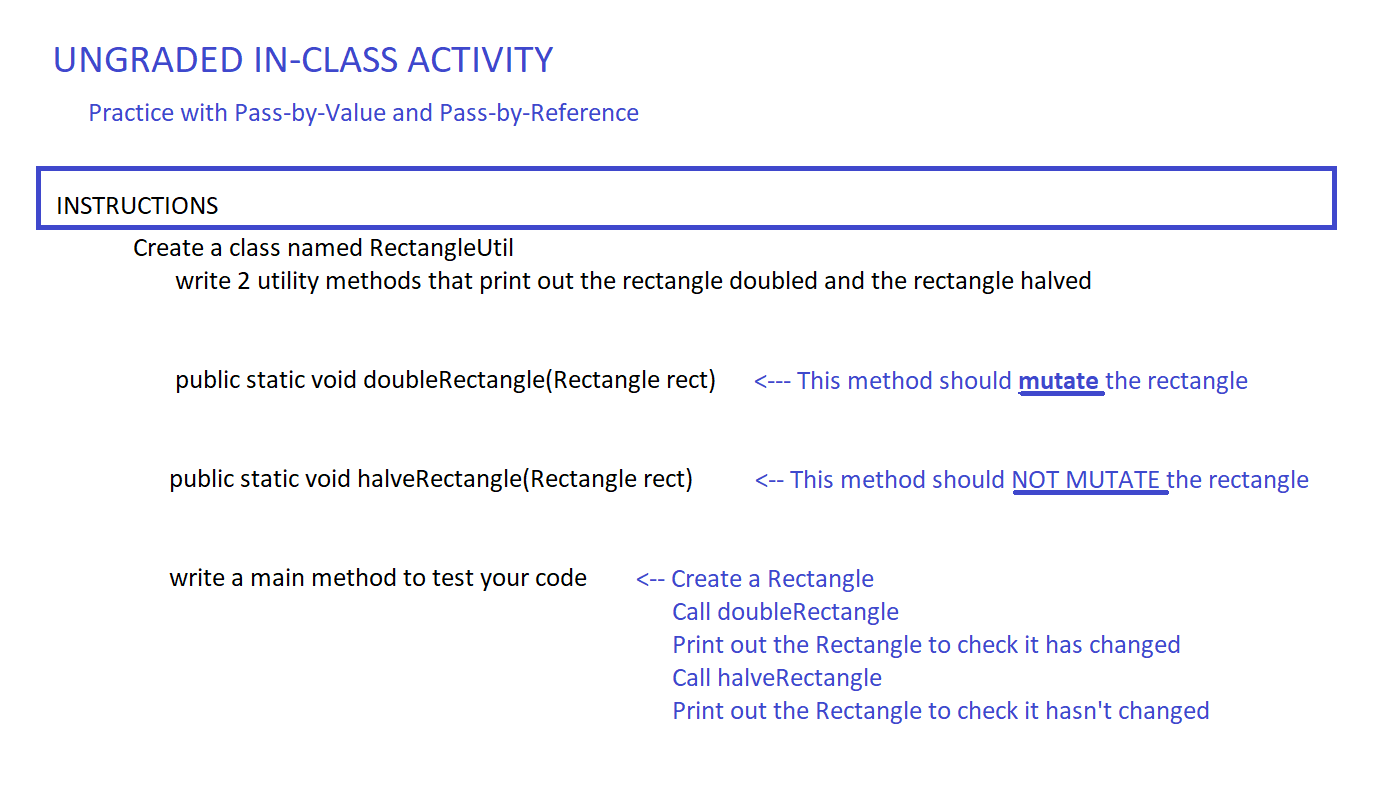 UNGRADED IN-CLASS ACTIVITY
Practice with Pass-by-Value and Pass-by-Reference
INSTRUCTIONS
Create a class named RectangleUtil
write 2 utility methods that print out the rectangle doubled and the rectangle halved
public static void doubleRectangle(Rectangle rect) <--- This method should mutate the rectangle
public static void halveRectangle(Rectangle rect) <-- This method should NOT MUTATE the rectangle
write a main method to test your code <-- Create a Rectangle
Call doubleRectangle
Print out the Rectangle to check it has changed
Call halveRectangle
Print out the Rectangle to check it hasn't changed